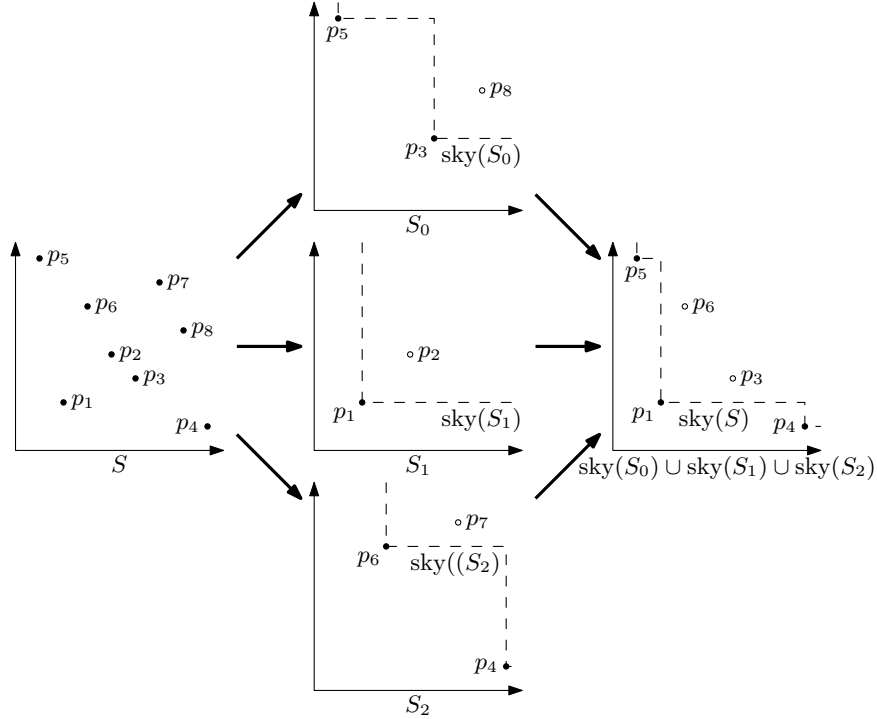 p₅
p₈
p₃
sky(S₀)
S₀
p₅
p₇
p₆
p₈
p₂
p₃
p₁
p₄
S
p₂
p₁
sky(S₁)
S₁
p₇
p₆
sky((S₂)
p₄
S₂
p₅
p₆
p₃
p₁
sky(S)
p₄
sky(S₀) ∪ sky(S₁) ∪ sky(S₂)